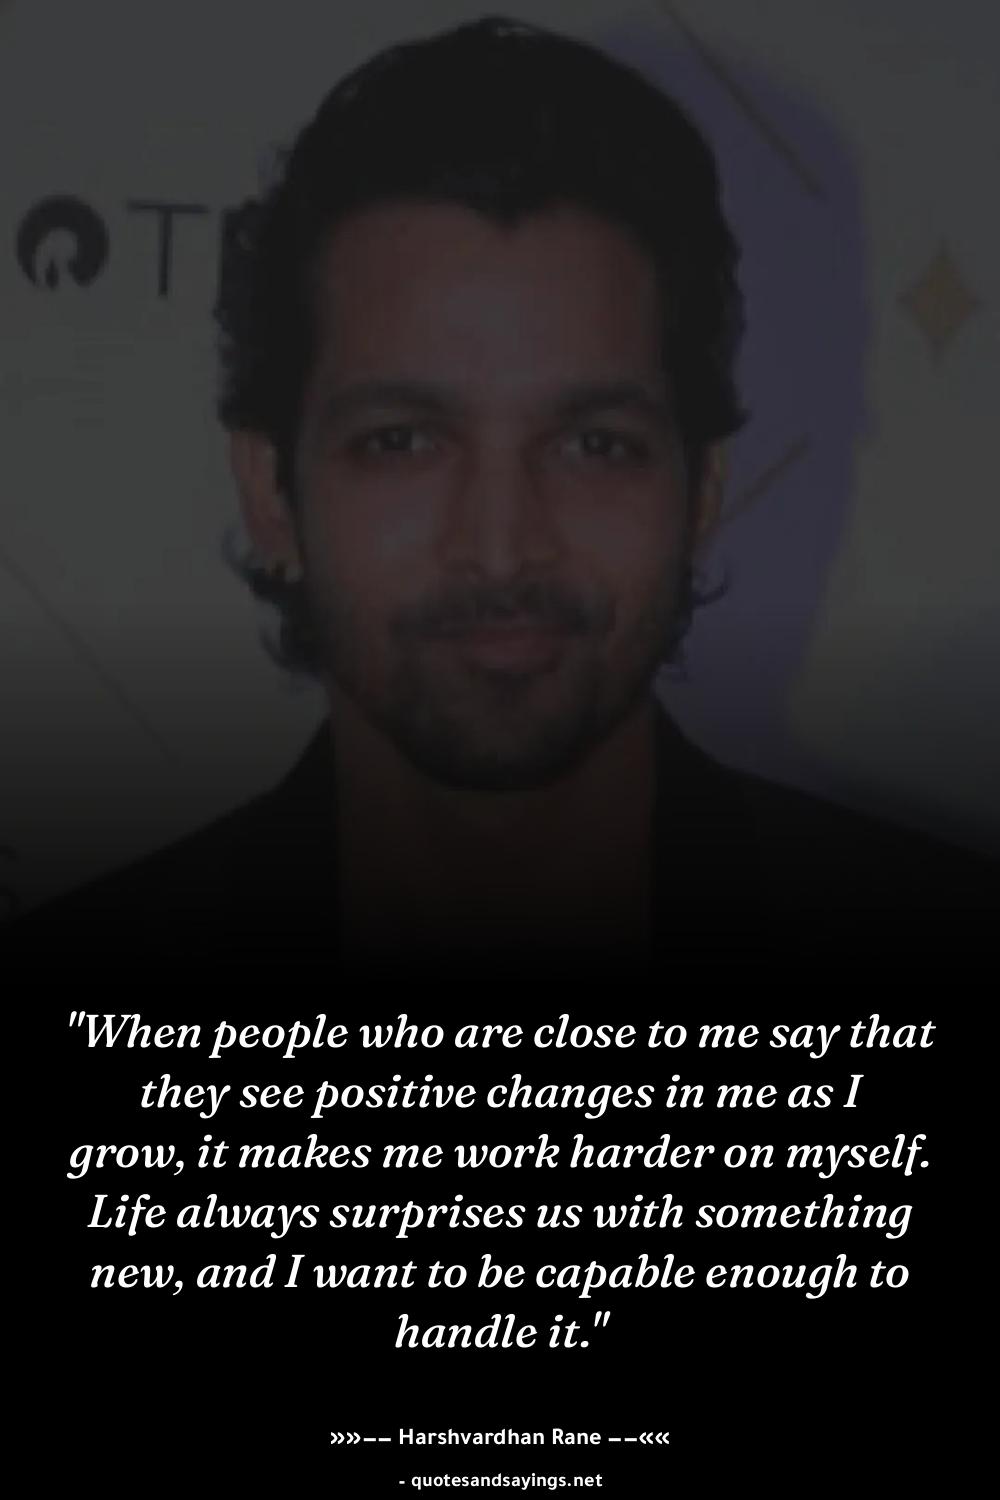 T
"When people who are close to me say that
they see positive changes in me as I
grow, it makes me work harder on myself.
Life always surprises us with something
new, and I want to be capable enough to
handle it."
»»–– Harshvardhan Rane ––««
- quotesandsayings.net